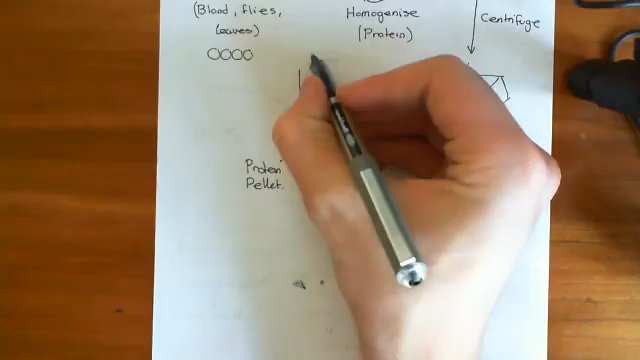 (Blood, flies,
leaves)
Homogenise
(Protein)
Centrifuge
Protein
Pellet.